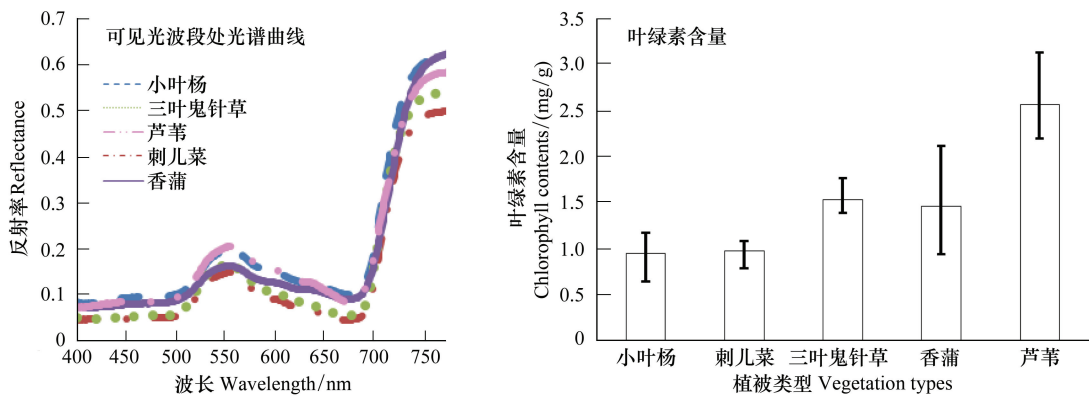 可见光波段处光谱曲线
小叶杨
三叶鬼针草
芦苇
刺儿菜
香蒲
反射率 Reflectance
0.7
0.6
0.5
0.4
0.3
0.2
0.1
0
400 450 500 550 600 650 700 750
波长 Wavelength/nm
叶绿素含量
叶绿素含量
Chlorophyll contents/(mg/g)
3.5
3.0
2.5
2.0
1.5
1.0
0.5
0
小叶杨 刺儿菜 三叶鬼针草 香蒲 芦苇
植被类型 Vegetation types